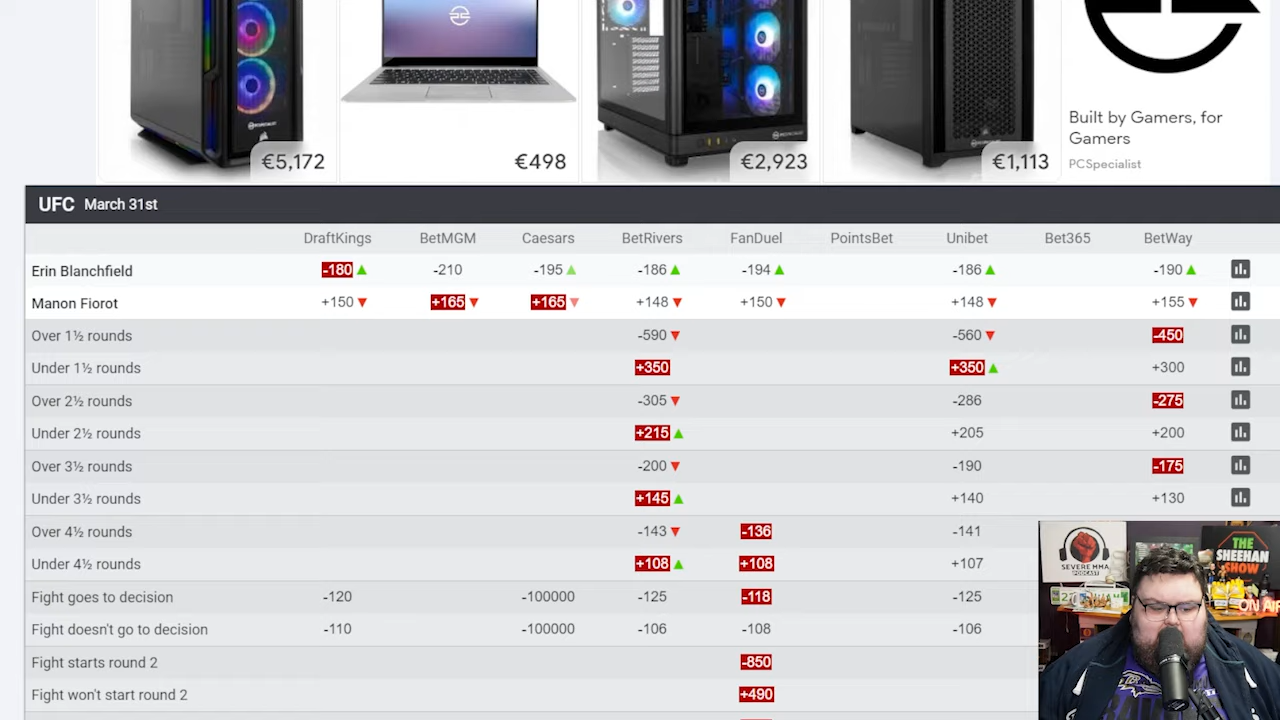 €5,172
€498
€2,923
€1,113
Built by Gamers, for
Gamers
PCSpecialist
UFC March 31st
DraftKings BetMGM Caesars BetRivers FanDuel PointsBet Unibet Bet365 BetWay
Erin Blanchfield -180 ▲ -210 -195 ▲ -186 ▲ -194 ▲ -186 ▲ -190 ▲
Manon Fiorot +150 ▼ +165 ▼ +165 ▼ +148 ▼ +150 ▼ +148 ▼ +155 ▼
Over 1½ rounds -590 ▼ -560 ▼ -450
Under 1½ rounds +350 +350 ▲ +300
Over 2½ rounds -305 ▼ -286 -275
Under 2½ rounds +215 ▲ +205 +200
Over 3½ rounds -200 ▼ -190 -175
Under 3½ rounds +145 ▲ +140 +130
Over 4½ rounds -143 ▼ -136 -141
Under 4½ rounds +108 ▲ +108 +107
Fight goes to decision -120 -100000 -125 -118 -125
Fight doesn't go to decision -110 -100000 -106 -108 -106
Fight starts round 2 -850
Fight won't start round 2 +490
SEVERE MMA
PODCAST
THE
SHEEHAN
SHOW
ON AIR